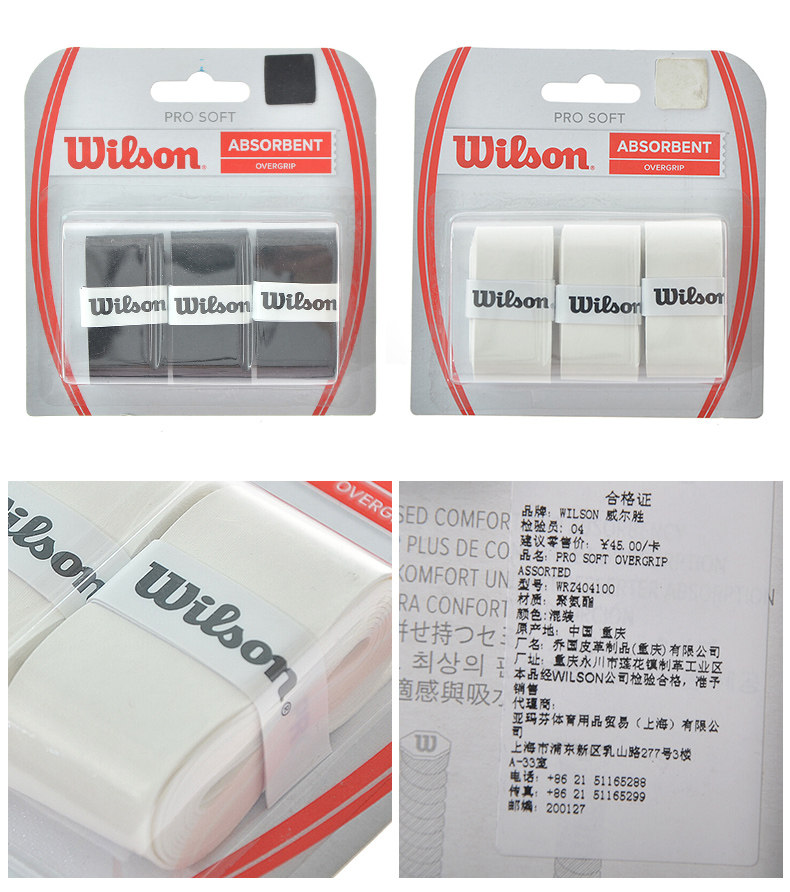 PRO SOFT
Wilson
ABSORBENT
OVERGRIP
Wilson
Wilson
Wilson
PRO SOFT
Wilson
ABSORBENT
OVERGRIP
Wilson
Wilson
Wilson
ilson
Wilson
OVERG
SED COMFOR
PLUS DE CO
KOMFORT UN
RA CONFORT
併せ持つセ
최상의
適感與吸水
W
合格证
品牌: WILSON 威尔胜
检验员: 04
建议零售价: ¥45.00/卡
品名: PRO SOFT OVERGRIP
ASSORTED
型号: WRZ404100
材质: 聚氨酯
颜色:混装
原产地: 中国 重庆
厂名: 乔国皮革制品(重庆)有限公司
厂址: 重庆永川市莲花镇制革工业区
本品经WILSON公司检验合格，准予
销售
代理商:
亚玛芬体育用品贸易（上海）有限公
司
上海市浦东新区乳山路277号3楼
A-33室
电话: +86 21 51165288
传真: +86 21 51165299
邮编: 200127